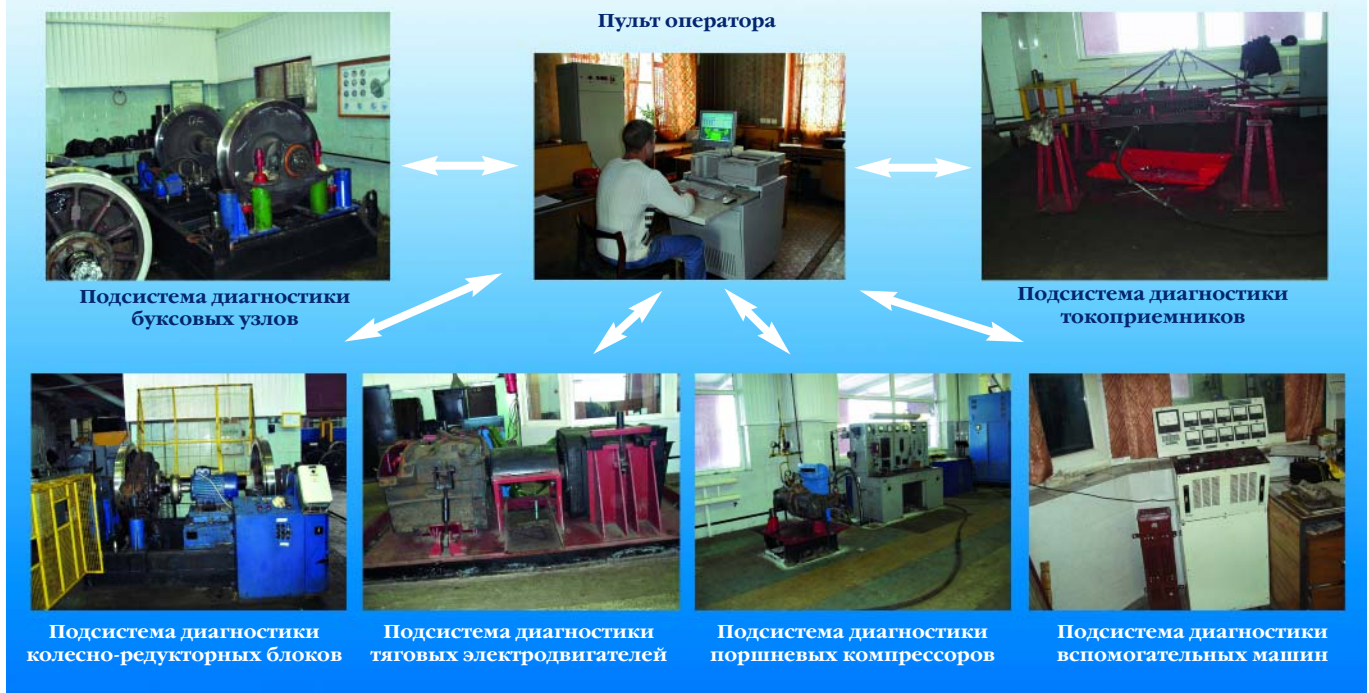 Пульт оператора
Подсистема диагностики
буксовых узлов
Подсистема диагностики
токоприемников
Подсистема диагностики
колесно-редукторных блоков
Подсистема диагностики
тяговых электродвигателей
Подсистема диагностики
поршневых компрессоров
Подсистема диагностики
вспомогательных машин